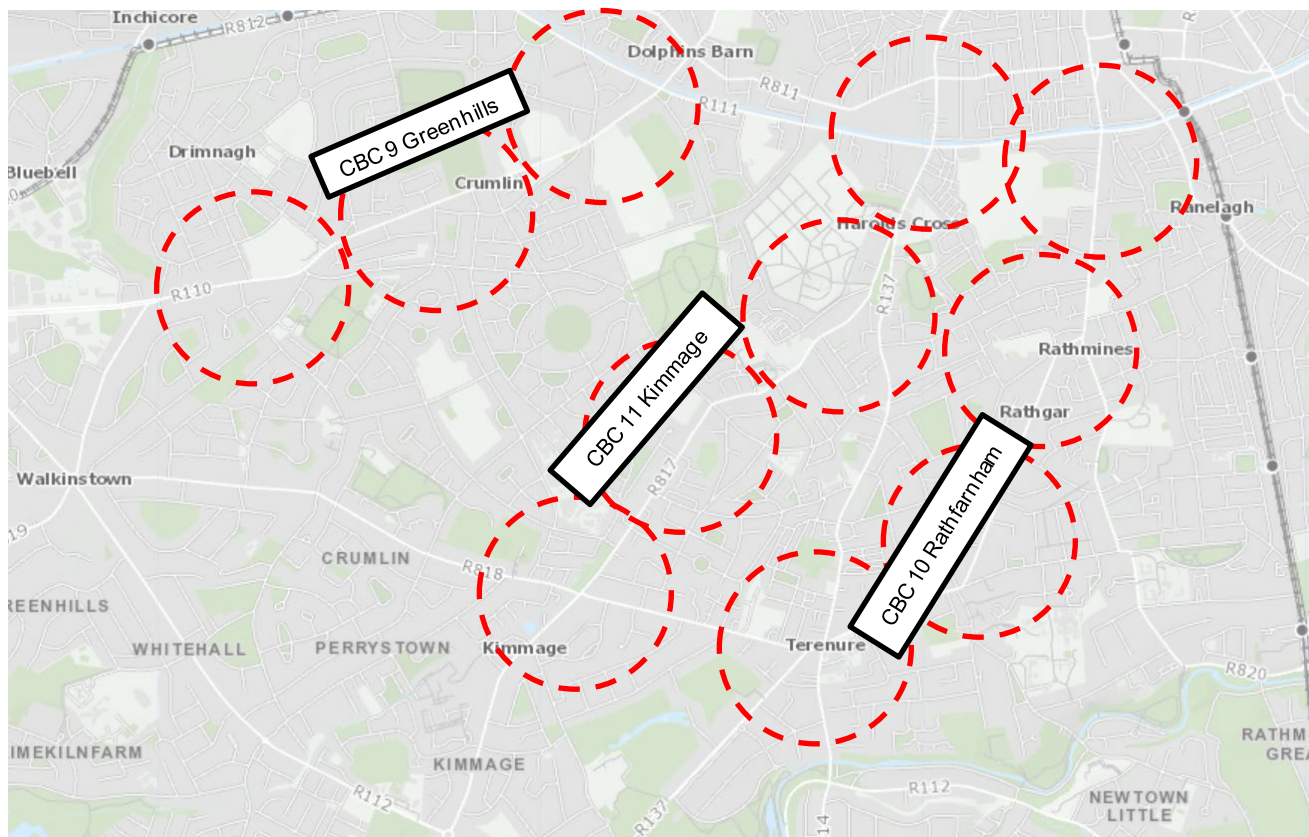 Inchicore
R812
Dolphins Barn
R811
R111
CBC 9 Greenhills
Drimnagh
Bluebell
Crumlin
Ranelagh
Harolds Cross
R110
R137
CBC 11 Kimmage
Rathmines
Rathgar
R817
Walkinstown
CBC 10 Rathfarnham
CRUMLIN
R818
REENHILLS
WHITEHALL
PERRYSTOWN
Kimmage
Terenure
R820
IMEKILNFARM
KIMMAGE
RATHM
GREA
R112
R137
R112
NEWTOWN
LITTLE